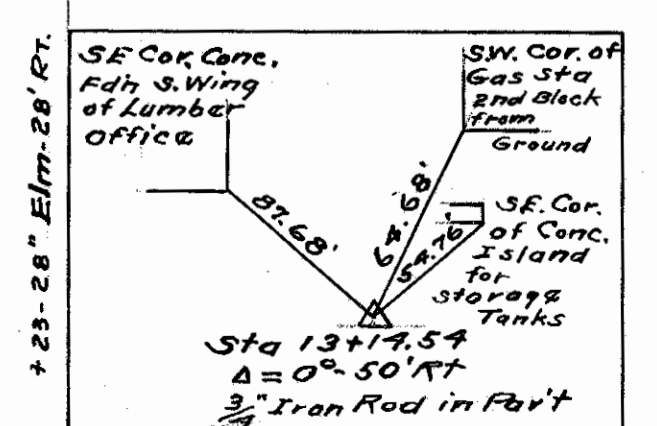 SE Cor. Conc.
Fdn S. Wing
of Lumber
Office
S.W. Cor. of
Gas Sta
2nd Block
from
Ground
87.68'
64.68'
54.76'
S.E. Cor.
of Conc.
Island
for
Storage
Tanks
Sta 13+14.54
Δ = 0°-50' Rt
3/4" Iron Rod in Pav't
+23-28" Elm-28' RT.